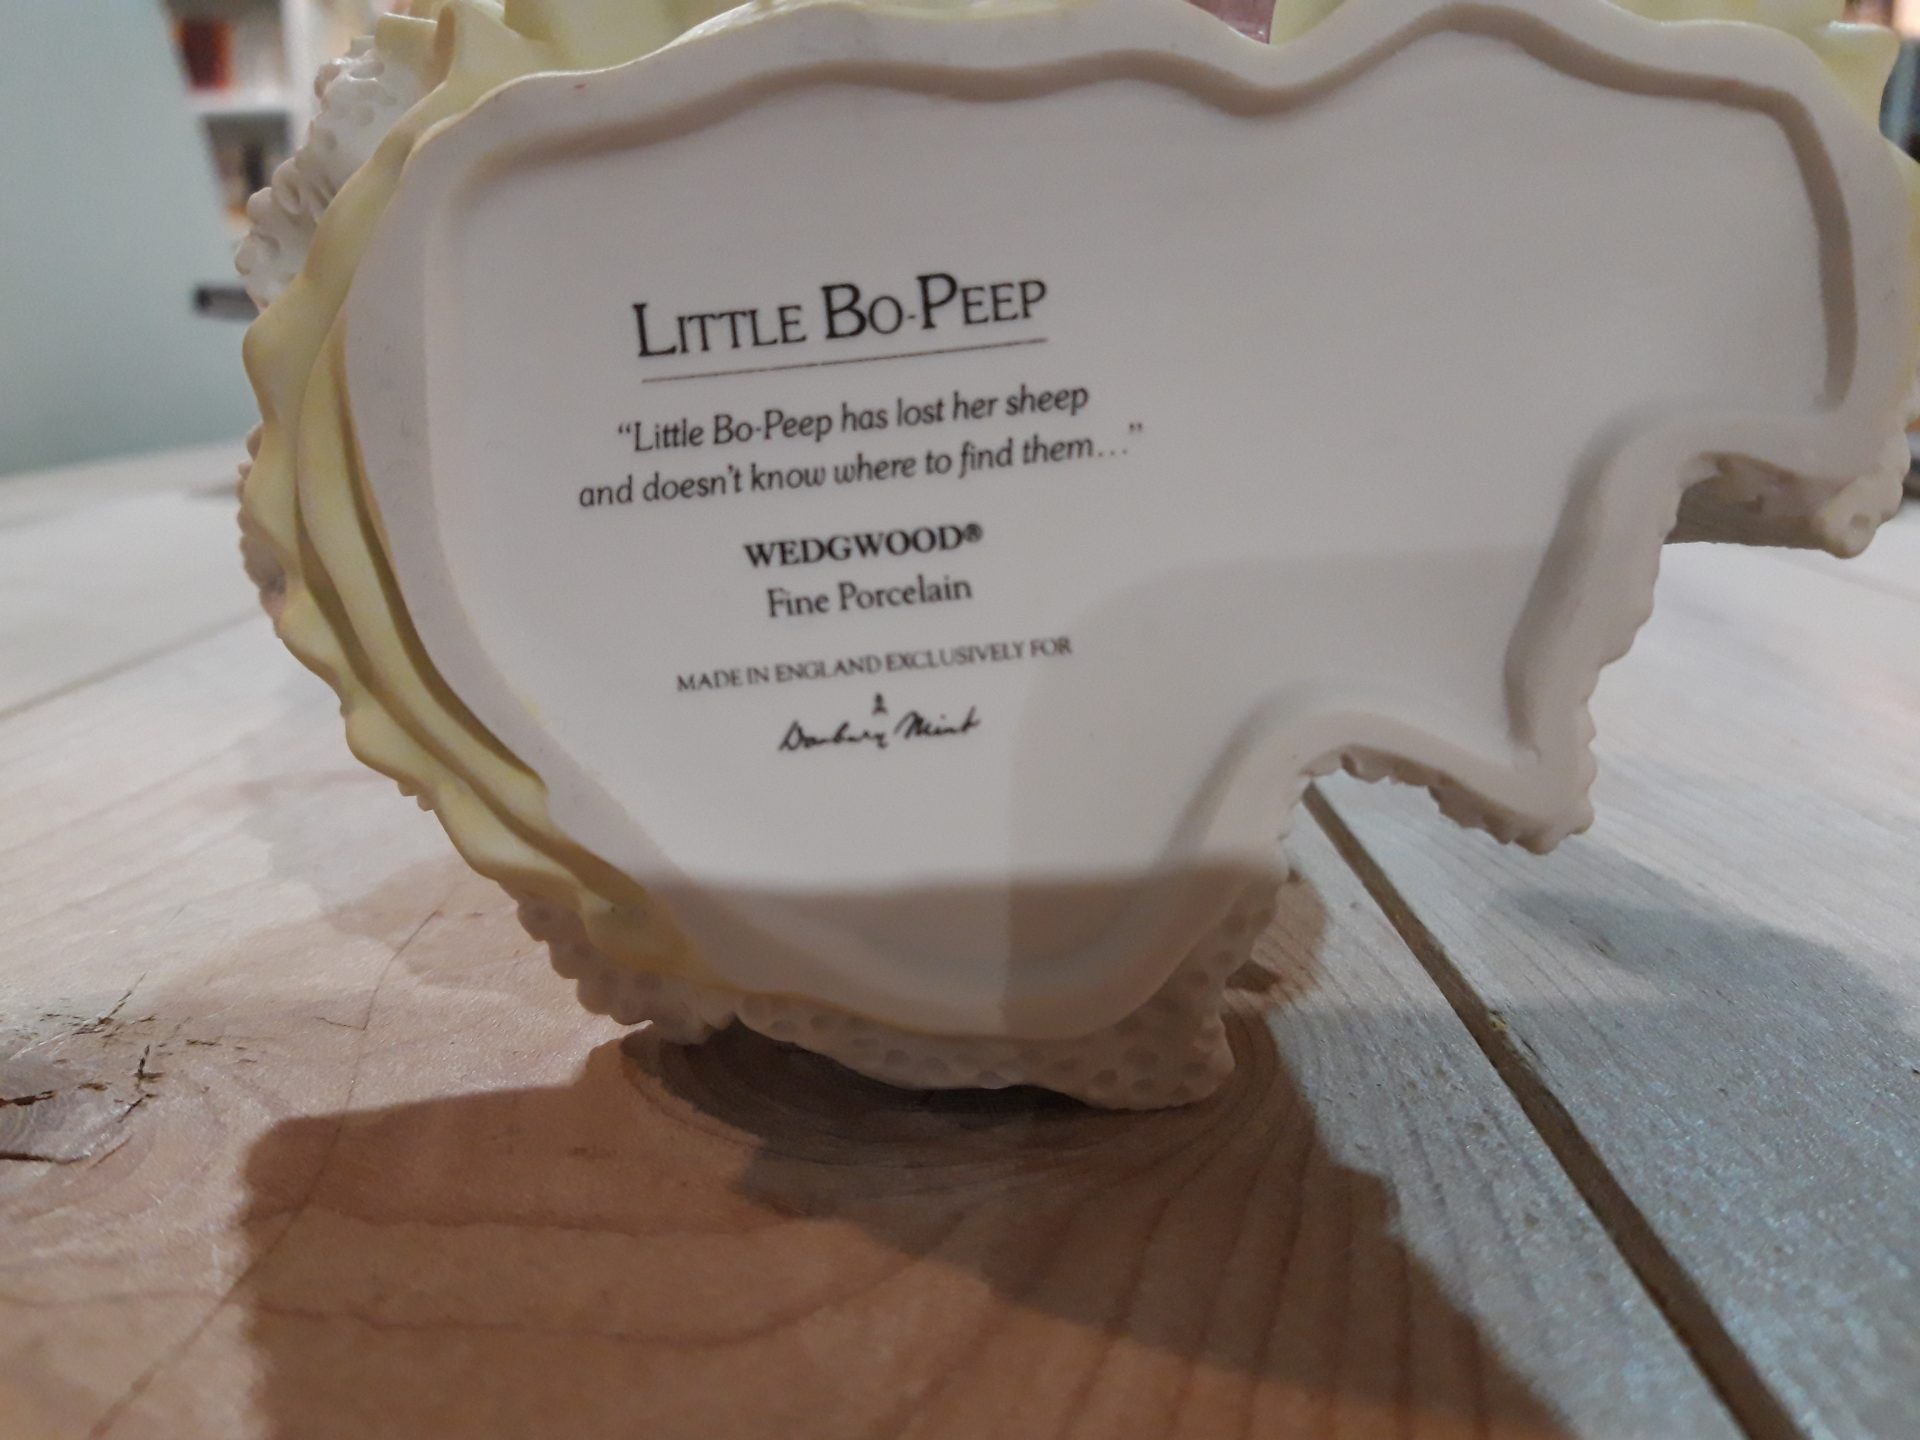 LITTLE BO-PEEP
“Little Bo-Peep has lost her sheep
and doesn't know where to find them...”
WEDGWOOD®
Fine Porcelain
MADE IN ENGLAND EXCLUSIVELY FOR
Danbury Mint